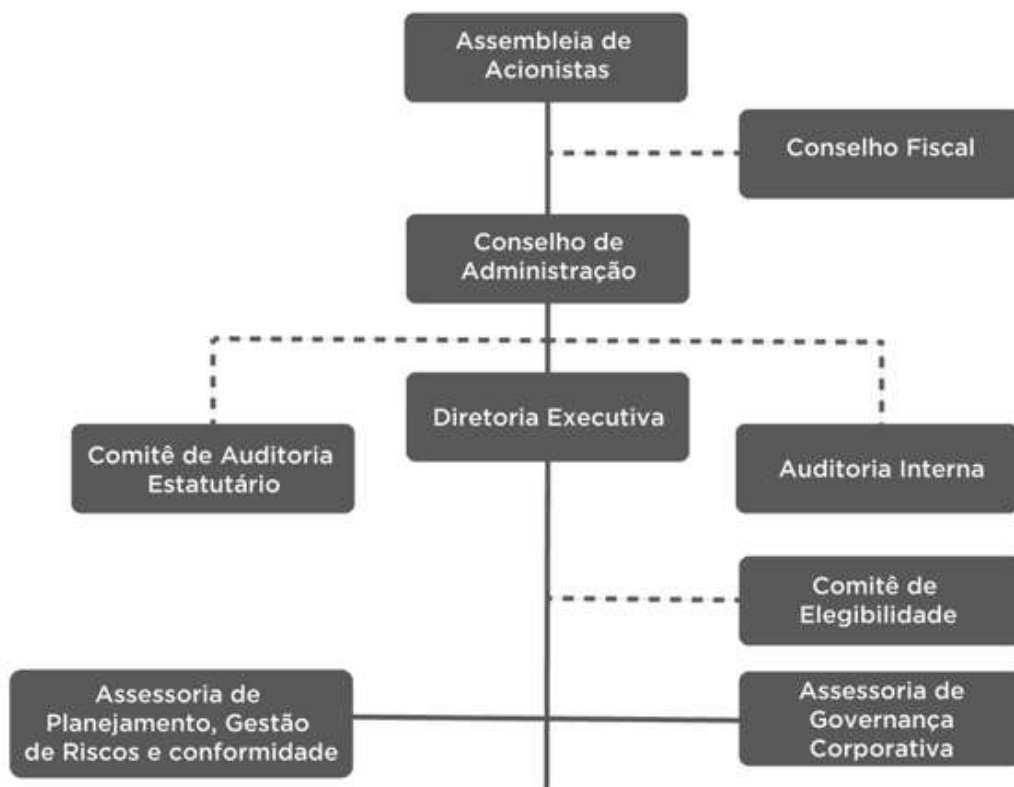 Assembleia de
Acionistas
Conselho Fiscal
Conselho de
Administração
Diretoria Executiva
Comitê de Auditoria
Estatutário
Auditoria Interna
Comitê de
Elegibilidade
Assessoria de
Planejamento, Gestão
de Riscos e conformidade
Assessoria de
Governança
Corporativa